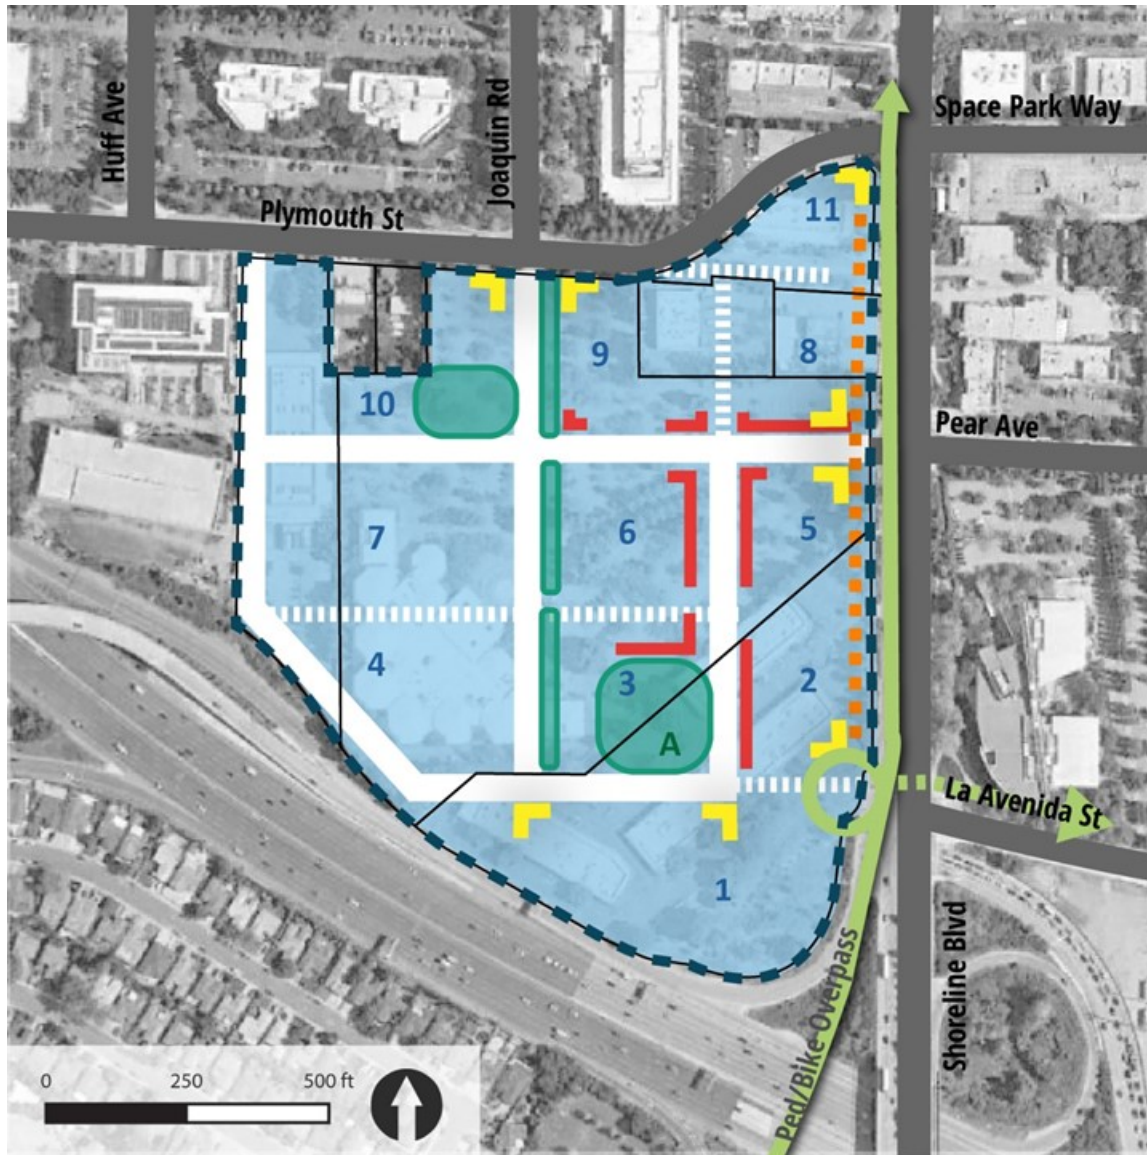 Huff Ave
Joaquin Rd
Space Park Way
Plymouth St
11
9
8
10
Pear Ave
7
6
5
4
3
2
A
La Avenida St
1
Ped/Bike Overpass
Shoreline Blvd
0 250 500 ft